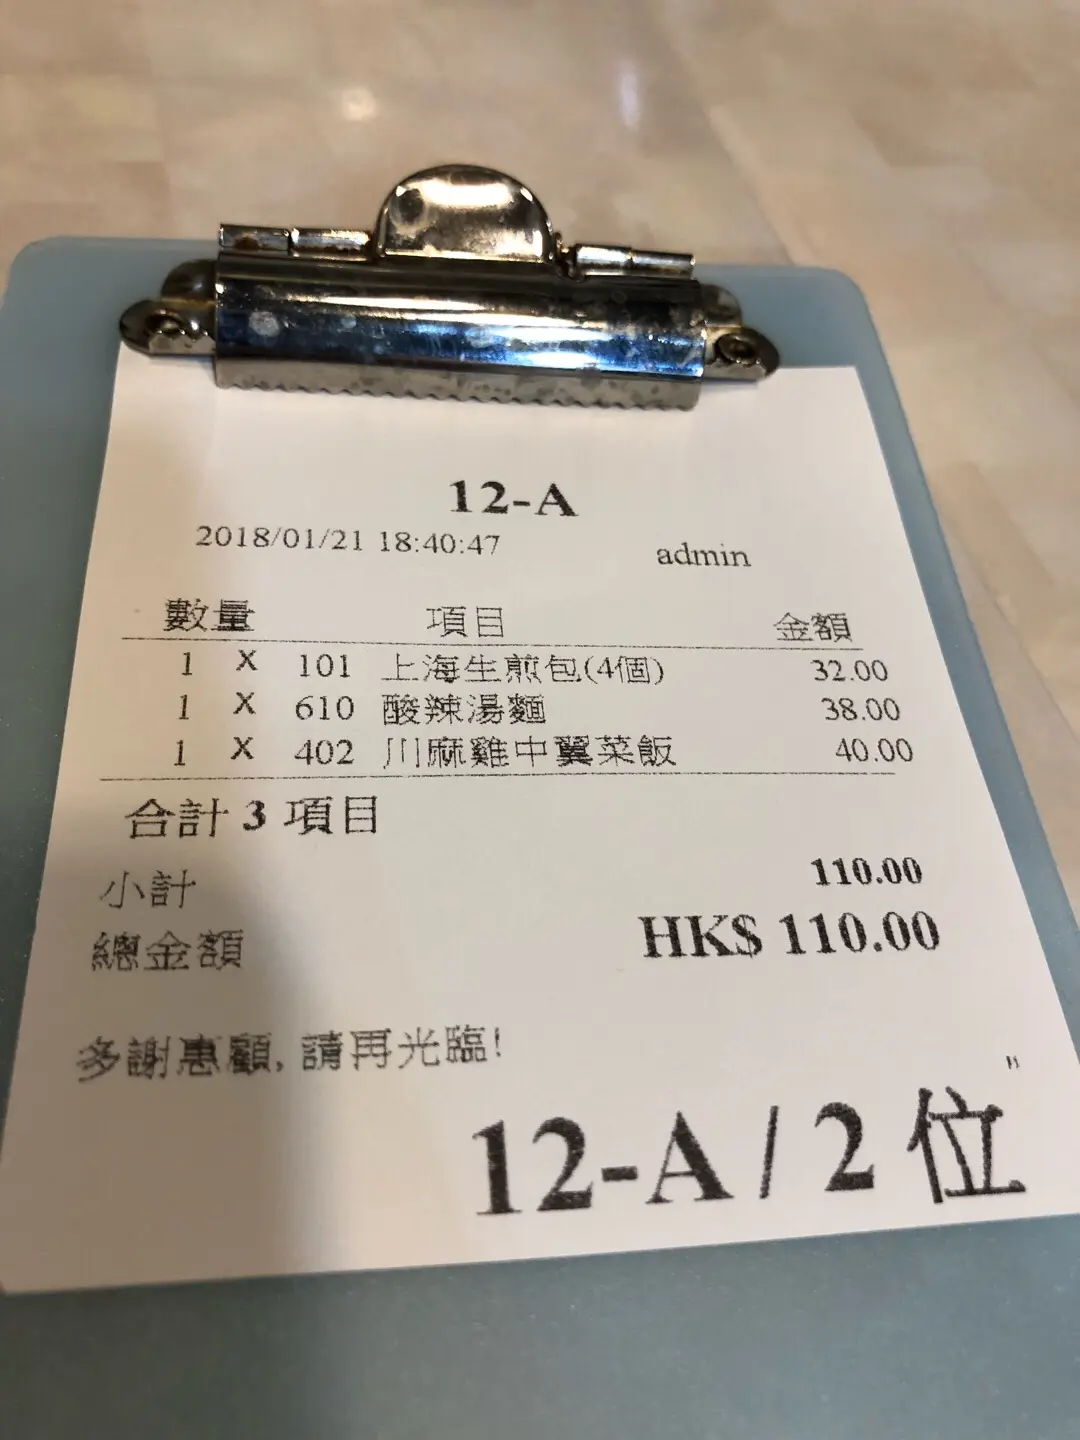 12-A
2018/01/21 18:40:47 admin
數量 項目 金額
1 X 101 上海生煎包(4個) 32.00
1 X 610 酸辣湯麵 38.00
1 X 402 川麻雞中翼菜飯 40.00
合計 3 項目
小計 110.00
總金額 HK$ 110.00
多謝惠顧, 請再光臨!
"
12-A / 2 位